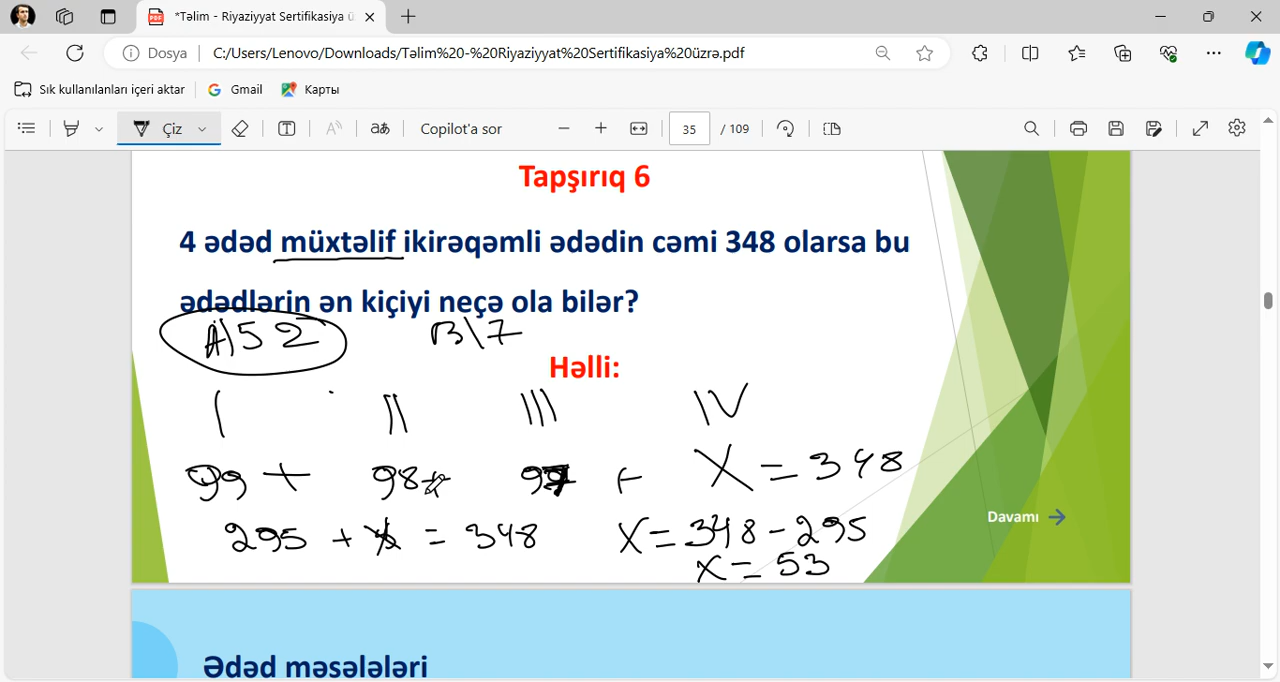 *Təlim - Riyaziyyat Sertifikasiya ü
Dosya
C:/Users/Lenovo/Downloads/Təlim%20-%20Riyaziyyat%20Sertifikasiya%20üzrə.pdf
Sık kullanılanları içeri aktar
Gmail
Карты
Çiz
Copilot'a sor
35 / 109
Tapşırıq 6
4 ədəd müxtəlif ikirəqəmli ədədin cəmi 348 olarsa bu
ədədlərin ən kiçiyi neçə ola bilər?
A\52 B\7
Həlli:
I II III IV
99 + 98 + 97 + X = 348
295 + x = 348 X = 348 - 295
x = 53
Davamı
Ədəd məsələləri